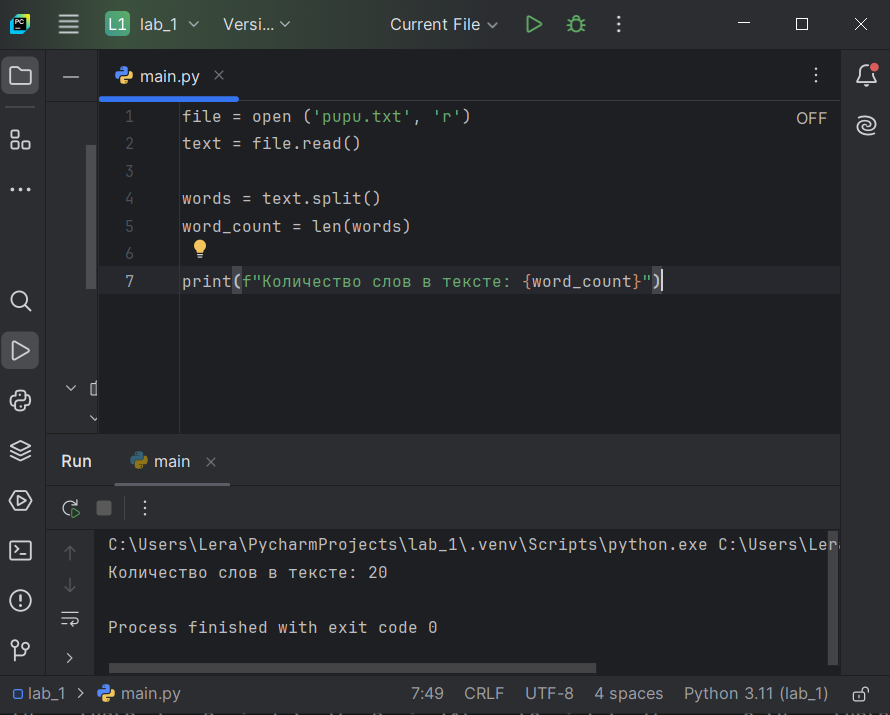 PC L1 lab_1 Versi... Current File
main.py
OFF
1 file = open ('pupu.txt', 'r')
2 text = file.read()
3
4 words = text.split()
5 word_count = len(words)
6
7 print(f"Количество слов в тексте: {word_count}")
Run main
C:\Users\Lera\PycharmProjects\lab_1\.venv\Scripts\python.exe C:\Users\Ler
Количество слов в тексте: 20
Process finished with exit code 0
lab_1 > main.py 7:49 CRLF UTF-8 4 spaces Python 3.11 (lab_1)